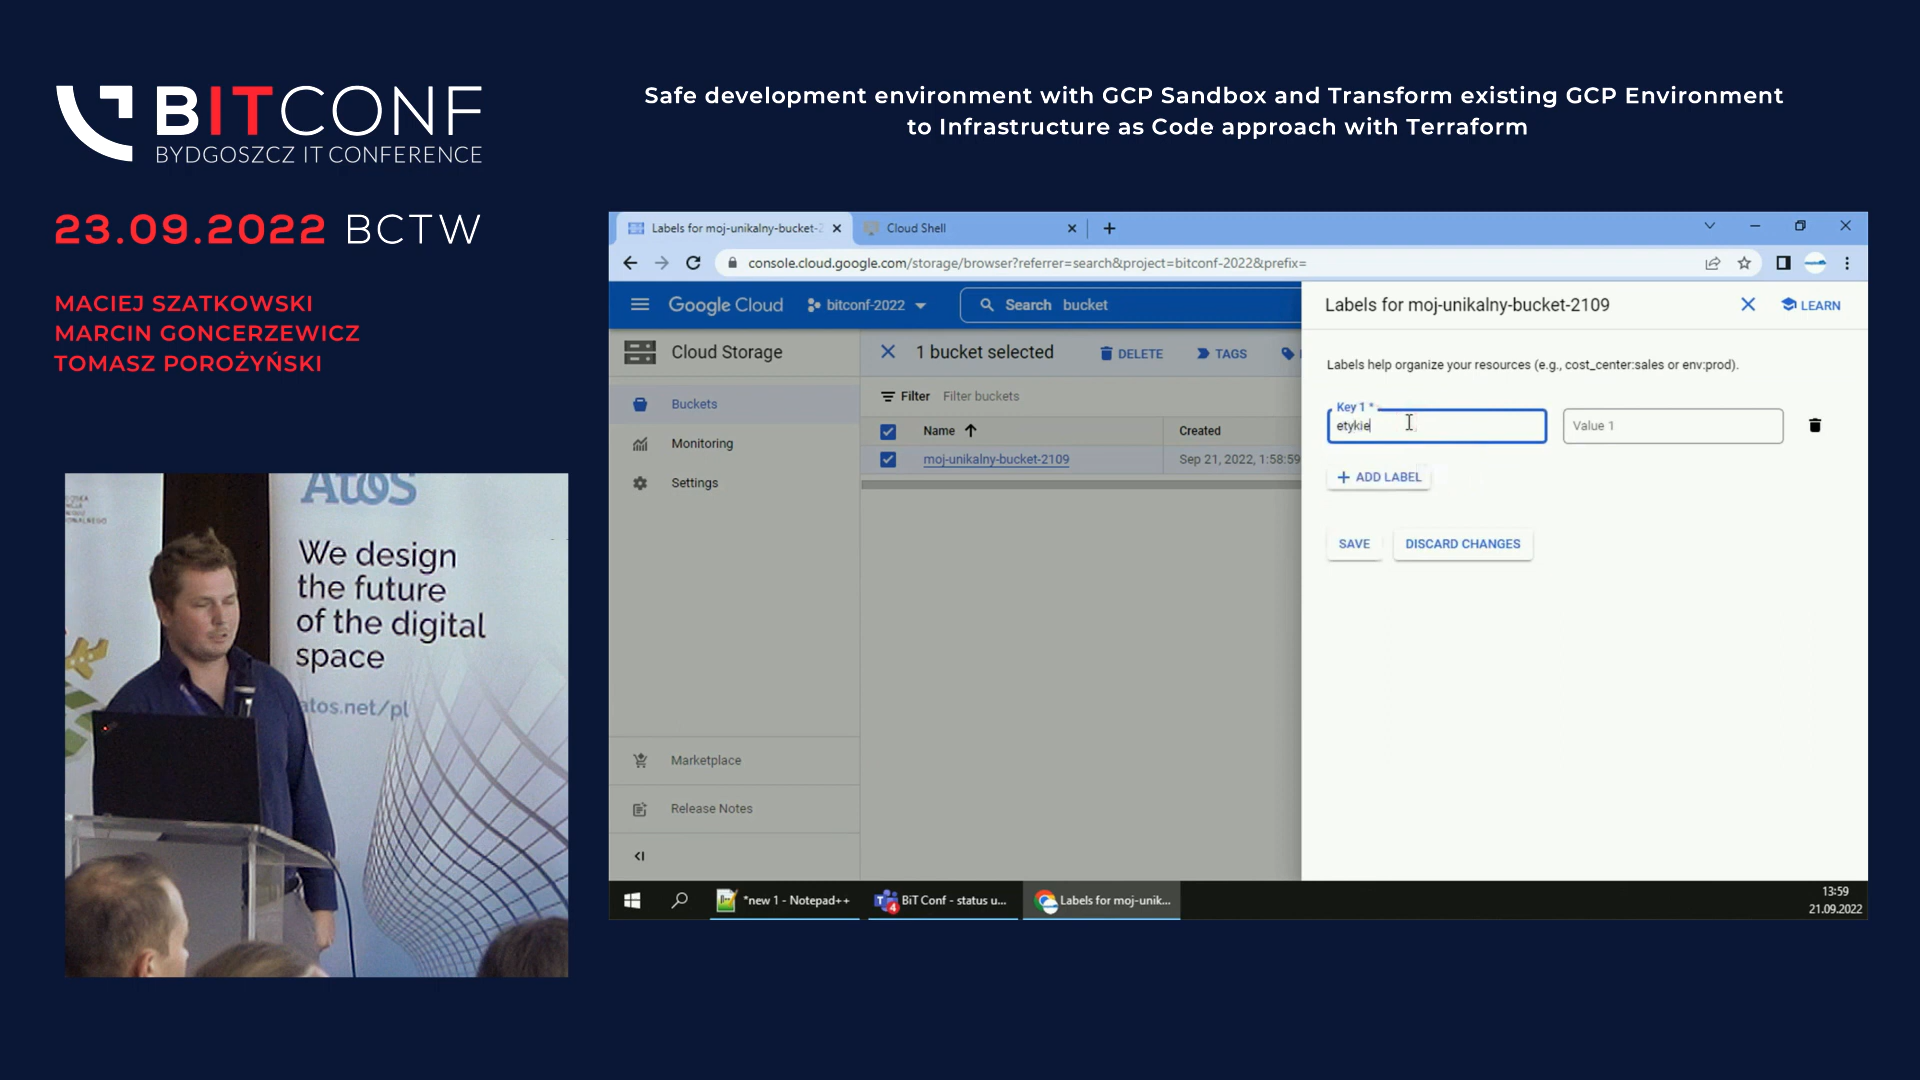 BITCONF
BYDGOSZCZ IT CONFERENCE
23.09.2022 BCTW
MACIEJ SZATKOWSKI
MARCIN GONCERZEWICZ
TOMASZ POROŻYŃSKI
Safe development environment with GCP Sandbox and Transform existing GCP Environment
to Infrastructure as Code approach with Terraform
Atos
We design
the future
of the digital
space
atos.net/pl
Labels for moj-unikalny-bucket-2
Cloud Shell
console.cloud.google.com/storage/browser?referrer=search&project=bitconf-2022&prefix=
Google Cloud
bitconf-2022
Search bucket
Cloud Storage
Buckets
Monitoring
Settings
Marketplace
Release Notes
1 bucket selected
DELETE
TAGS
Filter Filter buckets
Name
Created
moj-unikalny-bucket-2109
Sep 21, 2022, 1:58:59
Labels for moj-unikalny-bucket-2109
LEARN
Labels help organize your resources (e.g., cost_center:sales or env:prod).
Key 1 *
etykie
Value 1
+ ADD LABEL
SAVE
DISCARD CHANGES
*new 1 - Notepad++
4
BiT Conf - status u...
Labels for moj-unik...
13:59
21.09.2022